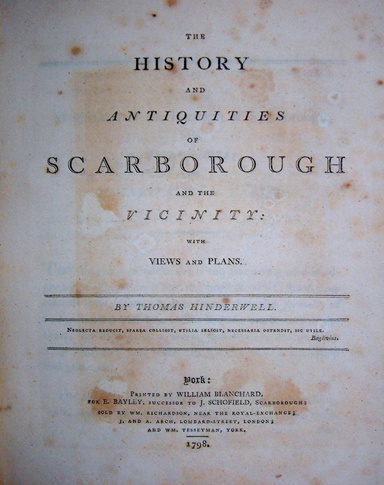 THE
HISTORY
AND
ANTIQUITIES
OF
SCARBOROUGH
AND THE
VICINITY:
WITH
VIEWS AND PLANS.
BY THOMAS HINDERWELL.
NEGLECTA REDUCIT, SPARSA COLLIGIT, UTILIA SELIGIT, NECESSARIA OSTENDIT, SIC UTILE.
Baglivius.
York:
PRINTED BY WILLIAM BLANCHARD,
FOR E. BAYLEY, SUCCESSOR TO J. SCHOFIELD, SCARBOROUGH;
SOLD BY WM. RICHARDSON, NEAR THE ROYAL-EXCHANGE;
J. AND A. ARCH, LOMBARD-STREET, LONDON;
AND WM. TESSEYMAN, YORK.
1798.